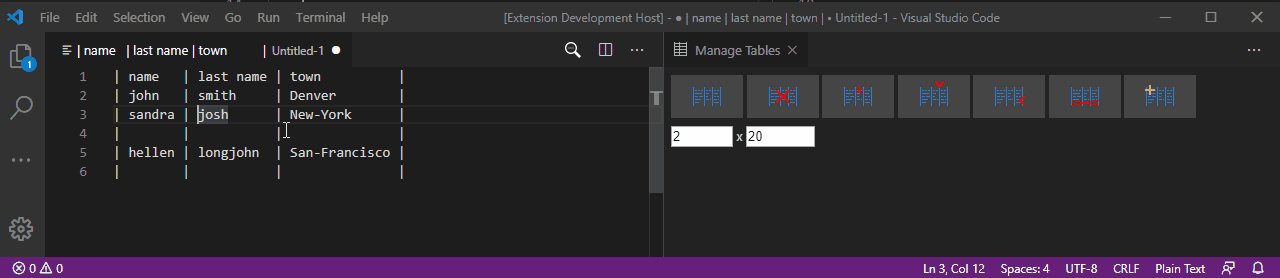 File Edit Selection View Go Run Terminal Help [Extension Development Host] - ● | name | last name | town | • Untitled-1 - Visual Studio Code
| name | last name | town | Untitled-1 ●
Manage Tables
1 | name | last name | town |
2 | john | smith | Denver |
3 | sandra | josh | New-York |
4 | | | |
5 | hellen | longjohn | San-Francisco |
6 | | | |
2 x 20
1
0 0 Ln 3, Col 12 Spaces: 4 UTF-8 CRLF Plain Text